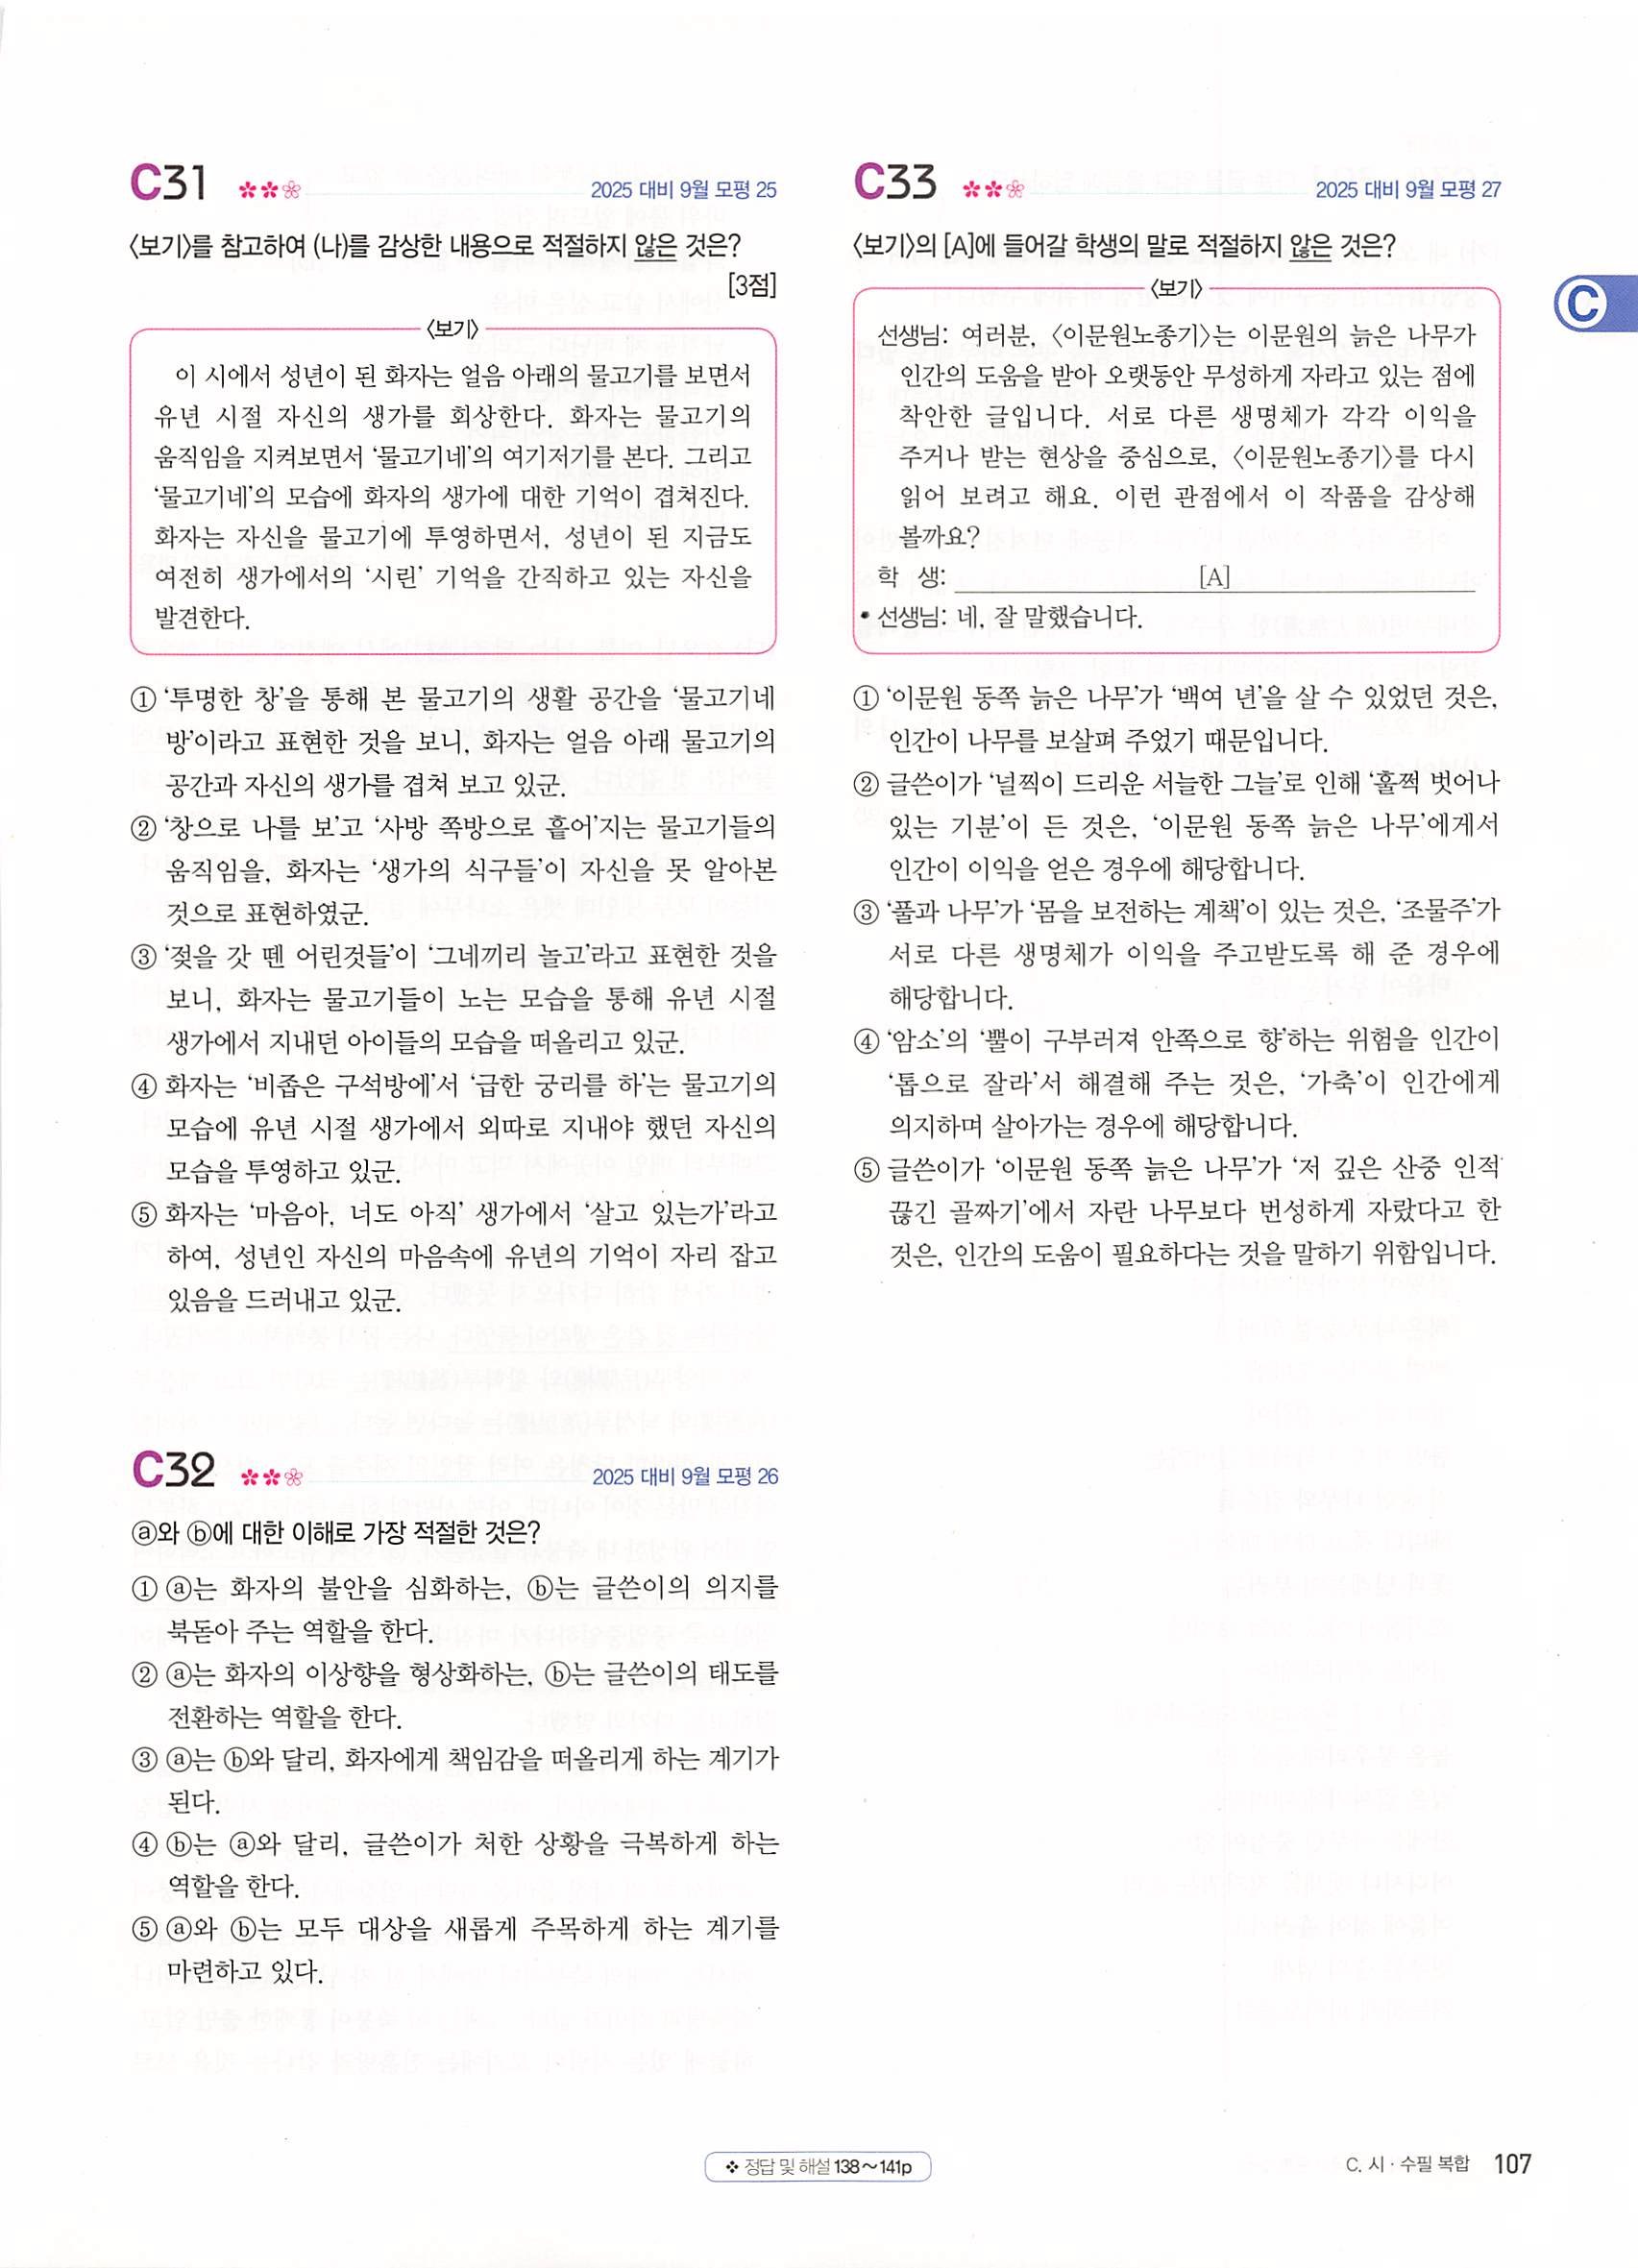 C31
2025 대비 9월 모평 25
〈보기〉를 참고하여 (나)를 감상한 내용으로 적절하지 않은 것은?
[3점]
〈보기〉
이 시에서 성년이 된 화자는 얼음 아래의 물고기를 보면서
유년 시절 자신의 생가를 회상한다. 화자는 물고기의
움직임을 지켜보면서 ‘물고기네’의 여기저기를 본다. 그리고
‘물고기네’의 모습에 화자의 생가에 대한 기억이 겹쳐진다.
화자는 자신을 물고기에 투영하면서, 성년이 된 지금도
여전히 생가에서의 ‘시린’ 기억을 간직하고 있는 자신을
발견한다.
① ‘투명한 창’을 통해 본 물고기의 생활 공간을 ‘물고기네
방’이라고 표현한 것을 보니, 화자는 얼음 아래 물고기의
공간과 자신의 생가를 겹쳐 보고 있군.
② ‘창으로 나를 보’고 ‘사방 쪽방으로 흩어’지는 물고기들의
움직임을, 화자는 ‘생가의 식구들’이 자신을 못 알아본
것으로 표현하였군.
③ ‘젖을 갓 뗀 어린것들’이 ‘그네끼리 놀고’라고 표현한 것을
보니, 화자는 물고기들이 노는 모습을 통해 유년 시절
생가에서 지내던 아이들의 모습을 떠올리고 있군.
④ 화자는 ‘비좁은 구석방에’서 ‘급한 궁리를 하’는 물고기의
모습에 유년 시절 생가에서 외따로 지내야 했던 자신의
모습을 투영하고 있군.
⑤ 화자는 ‘마음아, 너도 아직’ 생가에서 ‘살고 있는가’라고
하여, 성년인 자신의 마음속에 유년의 기억이 자리 잡고
있음을 드러내고 있군.
C32
2025 대비 9월 모평 26
ⓐ와 ⓑ에 대한 이해로 가장 적절한 것은?
① ⓐ는 화자의 불안을 심화하는, ⓑ는 글쓴이의 의지를
북돋아 주는 역할을 한다.
② ⓐ는 화자의 이상향을 형상화하는, ⓑ는 글쓴이의 태도를
전환하는 역할을 한다.
③ ⓐ는 ⓑ와 달리, 화자에게 책임감을 떠올리게 하는 계기가
된다.
④ ⓑ는 ⓐ와 달리, 글쓴이가 처한 상황을 극복하게 하는
역할을 한다.
⑤ ⓐ와 ⓑ는 모두 대상을 새롭게 주목하게 하는 계기를
마련하고 있다.
C33
2025 대비 9월 모평 27
〈보기〉의 [A]에 들어갈 학생의 말로 적절하지 않은 것은?
〈보기〉
선생님: 여러분, 〈이문원노종기〉는 이문원의 늙은 나무가
인간의 도움을 받아 오랫동안 무성하게 자라고 있는 점에
착안한 글입니다. 서로 다른 생명체가 각각 이익을
주거나 받는 현상을 중심으로, 〈이문원노종기〉를 다시
읽어 보려고 해요. 이런 관점에서 이 작품을 감상해
볼까요?
학 생: [A]
• 선생님: 네, 잘 말했습니다.
① ‘이문원 동쪽 늙은 나무’가 ‘백여 년’을 살 수 있었던 것은,
인간이 나무를 보살펴 주었기 때문입니다.
② 글쓴이가 ‘널찍이 드리운 서늘한 그늘’로 인해 ‘훌쩍 벗어나
있는 기분’이 든 것은, ‘이문원 동쪽 늙은 나무’에게서
인간이 이익을 얻은 경우에 해당합니다.
③ ‘풀과 나무’가 ‘몸을 보전하는 계책’이 있는 것은, ‘조물주’가
서로 다른 생명체가 이익을 주고받도록 해 준 경우에
해당합니다.
④ ‘암소’의 ‘뿔이 구부러져 안쪽으로 향’하는 위험을 인간이
‘톱으로 잘라’서 해결해 주는 것은, ‘가축’이 인간에게
의지하며 살아가는 경우에 해당합니다.
⑤ 글쓴이가 ‘이문원 동쪽 늙은 나무’가 ‘저 깊은 산중 인적
끊긴 골짜기’에서 자란 나무보다 번성하게 자랐다고 한
것은, 인간의 도움이 필요하다는 것을 말하기 위함입니다.
C
❖ 정답 및 해설 138~141p
C. 시·수필 복합 107